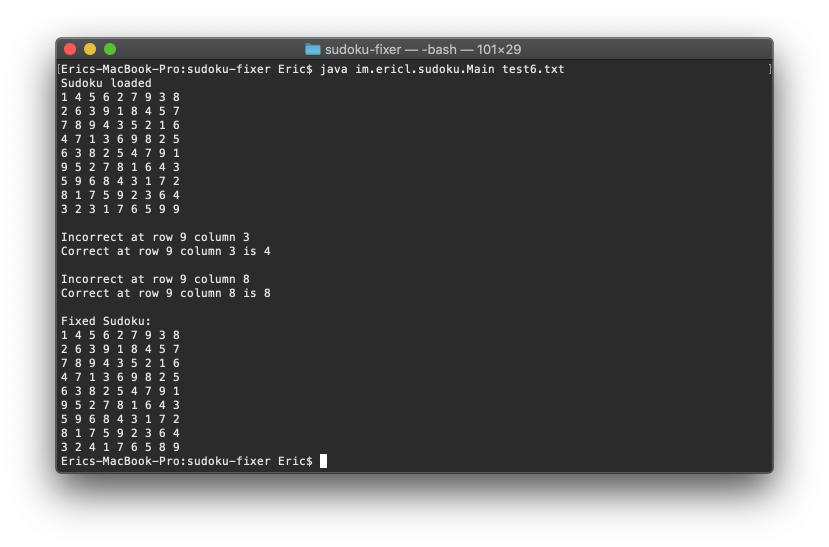 sudoku-fixer — -bash — 101×29
[Erics-MacBook-Pro:sudoku-fixer Eric$ java im.ericl.sudoku.Main test6.txt ]
Sudoku loaded
1 4 5 6 2 7 9 3 8
2 6 3 9 1 8 4 5 7
7 8 9 4 3 5 2 1 6
4 7 1 3 6 9 8 2 5
6 3 8 2 5 4 7 9 1
9 5 2 7 8 1 6 4 3
5 9 6 8 4 3 1 7 2
8 1 7 5 9 2 3 6 4
3 2 3 1 7 6 5 9 9
Incorrect at row 9 column 3
Correct at row 9 column 3 is 4
Incorrect at row 9 column 8
Correct at row 9 column 8 is 8
Fixed Sudoku:
1 4 5 6 2 7 9 3 8
2 6 3 9 1 8 4 5 7
7 8 9 4 3 5 2 1 6
4 7 1 3 6 9 8 2 5
6 3 8 2 5 4 7 9 1
9 5 2 7 8 1 6 4 3
5 9 6 8 4 3 1 7 2
8 1 7 5 9 2 3 6 4
3 2 4 1 7 6 5 8 9
Erics-MacBook-Pro:sudoku-fixer Eric$